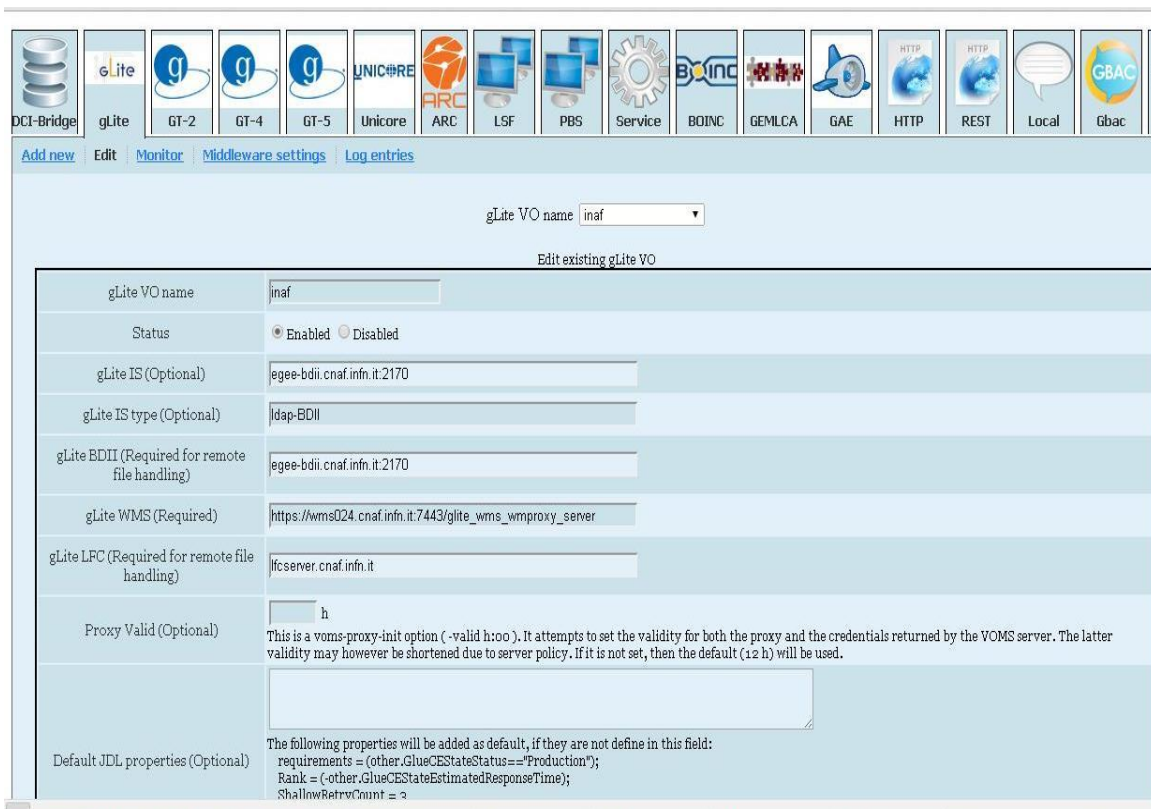 gLite
UNICORE
ARC
BOINC
HTTP
HTTP
GBAC
DCI-Bridge gLite GT-2 GT-4 GT-5 Unicore ARC LSF PBS Service BOINC GEMLCA GAE HTTP REST Local Gbac
Add new Edit Monitor Middleware settings Log entries
gLite VO name inaf
Edit existing gLite VO
gLite VO name inaf
Status Enabled Disabled
gLite IS (Optional) egee-bdii.cnaf.infn.it:2170
gLite IS type (Optional) ldap-BDII
gLite BDII (Required for remote
file handling) egee-bdii.cnaf.infn.it:2170
gLite WMS (Required) https://wms024.cnaf.infn.it:7443/glite_wms_wmproxy_server
gLite LFC (Required for remote file
handling) lfcserver.cnaf.infn.it
Proxy Valid (Optional) h
This is a voms-proxy-init option ( -valid h:00 ). It attempts to set the validity for both the proxy and the credentials returned by the VOMS server. The latter
validity may however be shortened due to server policy. If it is not set, then the default (12 h) will be used.
Default JDL properties (Optional)
The following properties will be added as default, if they are not define in this field:
requirements = (other.GlueCEStateStatus=="Production");
Rank = (-other.GlueCEStateEstimatedResponseTime);
ShallowRetryCount = 3